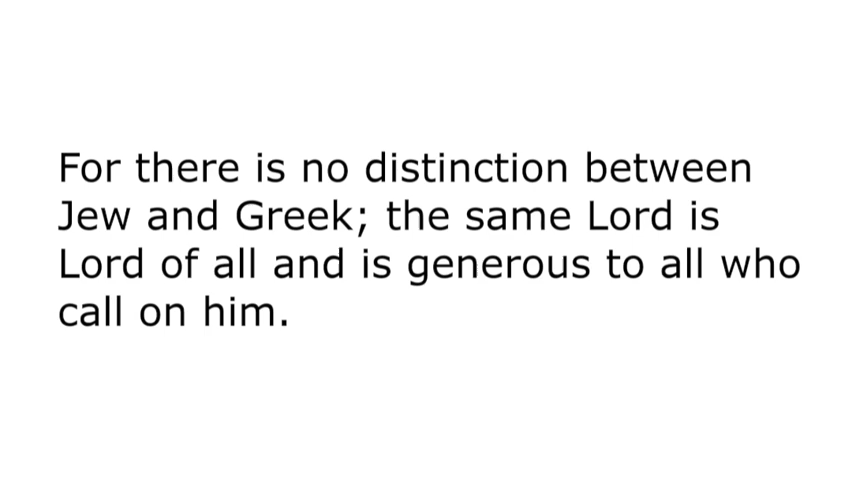 For there is no distinction between
Jew and Greek; the same Lord is
Lord of all and is generous to all who
call on him.